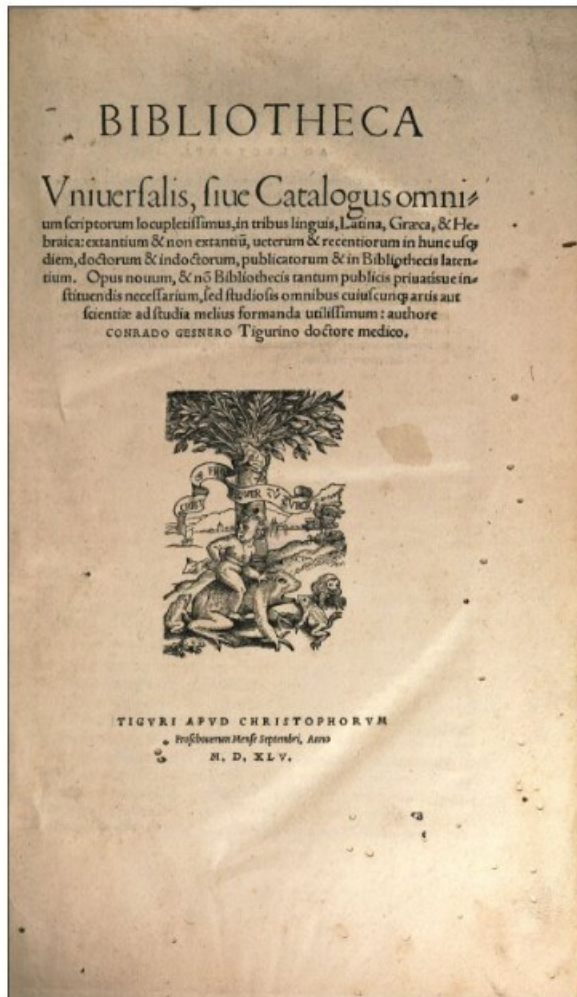 BIBLIOTHECA
Vniuersalis, siue Catalogus omni⸗
um scriptorum locupletissimus, in tribus linguis, Latina, Græca, & He⸗
braica: extantium & non extantiū, ueterum & recentiorum in hunc usq;
diem, doctorum & indoctorum, publicatorum & in Bibliothecis laten⸗
tium. Opus nouum, & nō Bibliothecis tantum publicis priuatisue in⸗
stituendis necessarium, sed studiosis omnibus cuiuscunq; artis aut
scientiæ ad studia melius formanda utilissimum: authore
CONRADO GESNERO Tigurino doctore medico.
CHRIST
FROSCH
TIGVRI APVD CHRISTOPHORVM
Froschouerum Mense Septembri, Anno
M. D. XLV.